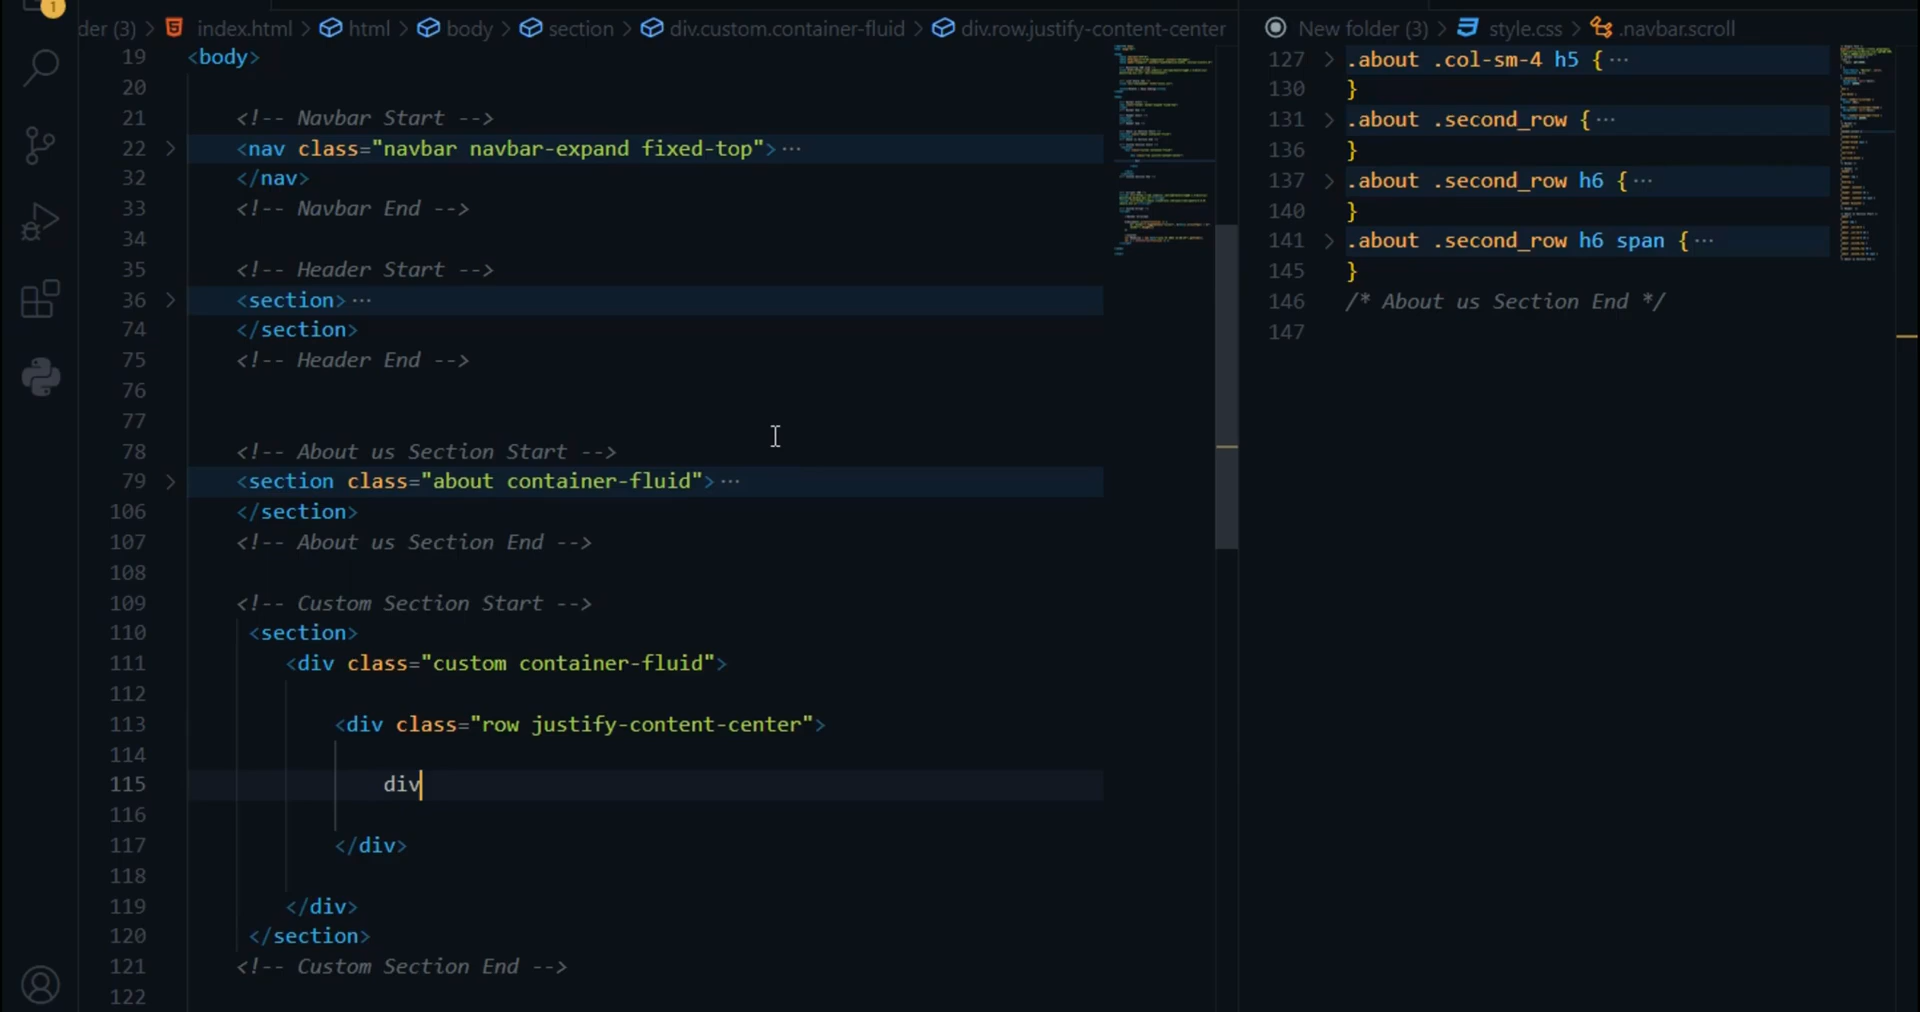 1
der (3) > index.html > html > body > section > div.custom.container-fluid > div.row.justify-content-center
19 <body>
20
21 <!-- Navbar Start -->
22 > <nav class="navbar navbar-expand fixed-top"> ···
32 </nav>
33 <!-- Navbar End -->
34
35 <!-- Header Start -->
36 > <section> ···
74 </section>
75 <!-- Header End -->
76
77
78 <!-- About us Section Start -->
79 > <section class="about container-fluid"> ···
106 </section>
107 <!-- About us Section End -->
108
109 <!-- Custom Section Start -->
110 <section>
111 <div class="custom container-fluid">
112
113 <div class="row justify-content-center">
114
115 div
116
117 </div>
118
119 </div>
120 </section>
121 <!-- Custom Section End -->
122
New folder (3) > style.css > .navbar.scroll
127 > .about .col-sm-4 h5 { ···
130 }
131 > .about .second_row { ···
136 }
137 > .about .second_row h6 { ···
140 }
141 > .about .second_row h6 span { ···
145 }
146 /* About us Section End */
147